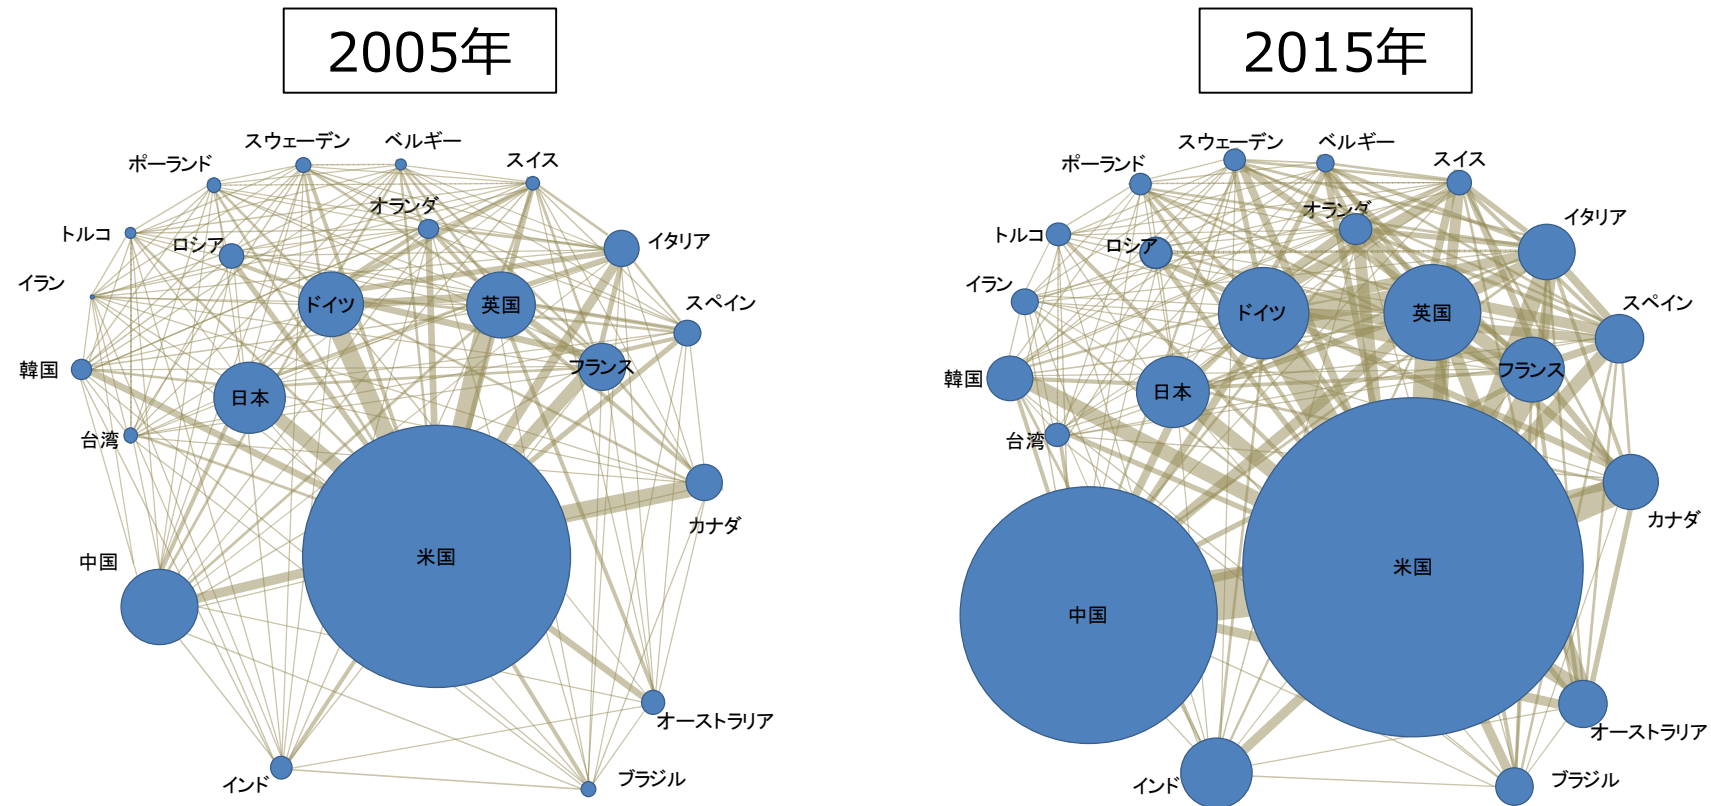 2005年
スウェーデン
ベルギー
ポーランド
スイス
オランダ
トルコ
ロシア
イタリア
イラン
ドイツ
英国
スペイン
韓国
フランス
日本
台湾
カナダ
中国
米国
オーストラリア
インド
ブラジル
2015年
スウェーデン
ベルギー
ポーランド
スイス
オランダ
トルコ
ロシア
イタリア
イラン
ドイツ
英国
スペイン
韓国
フランス
日本
台湾
カナダ
中国
米国
オーストラリア
インド
ブラジル